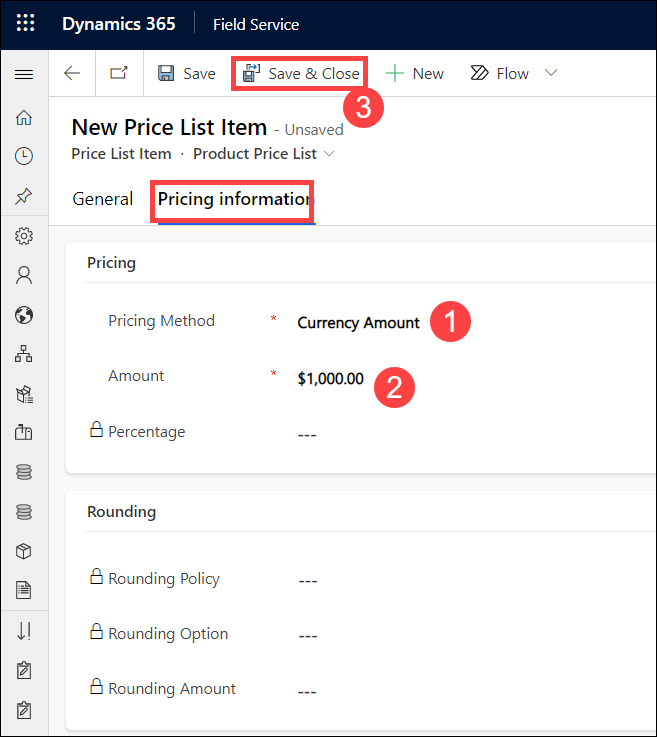 Dynamics 365 Field Service
Save Save & Close New Flow
3
New Price List Item - Unsaved
Price List Item · Product Price List
General Pricing information
Pricing
Pricing Method * Currency Amount 1
Amount * $1,000.00 2
Percentage ---
Rounding
Rounding Policy ---
Rounding Option ---
Rounding Amount ---